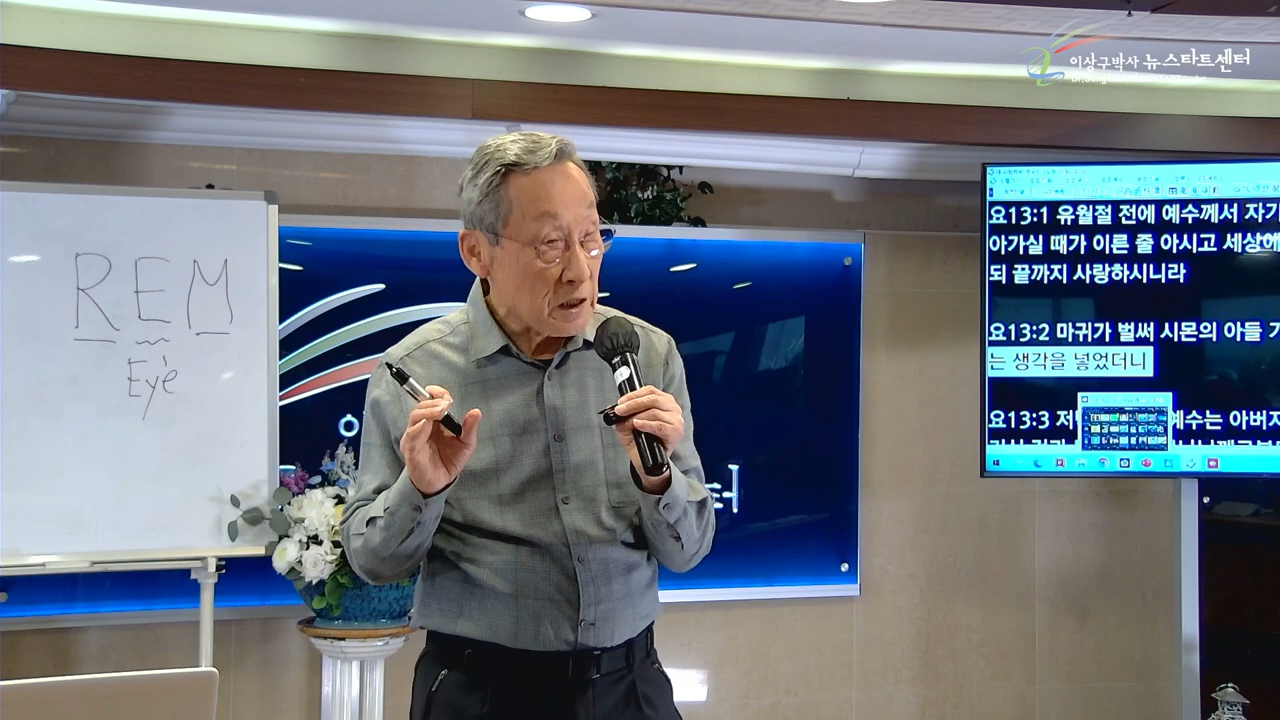 이상구박사 뉴스타트센터
REM
Eye
요13:1 유월절 전에 예수께서 자기
아가실 때가 이른 줄 아시고 세상에
되 끝까지 사랑하시니라
요13:2 마귀가 벌써 시몬의 아들
는 생각을 넣었더니
요13:3 예수는 아버지
터